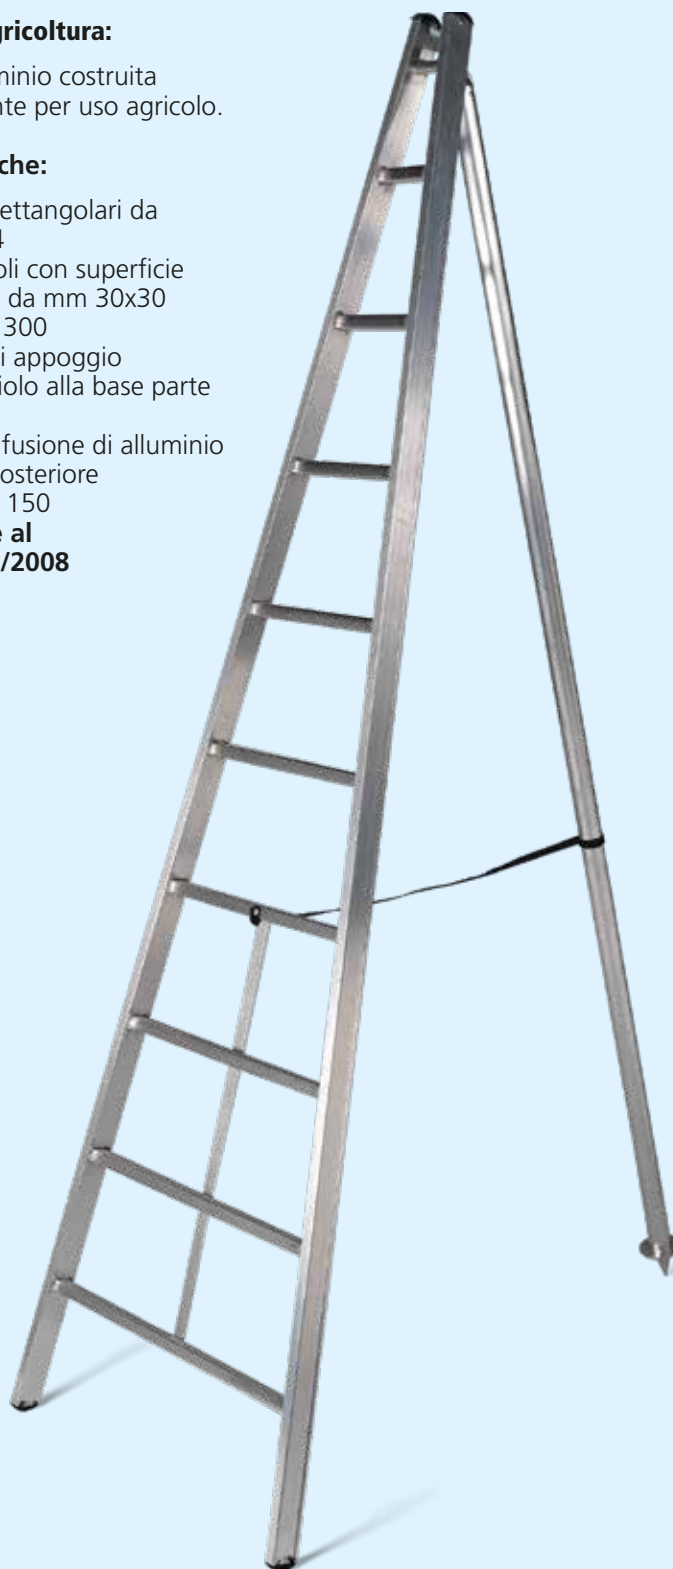 gricoltura:
minio costruita
nte per uso agricolo.
che:
ettangolari da
4
oli con superficie
da mm 30x30
300
i appoggio
iolo alla base parte
fusione di alluminio
osteriore
150
e al
/2008